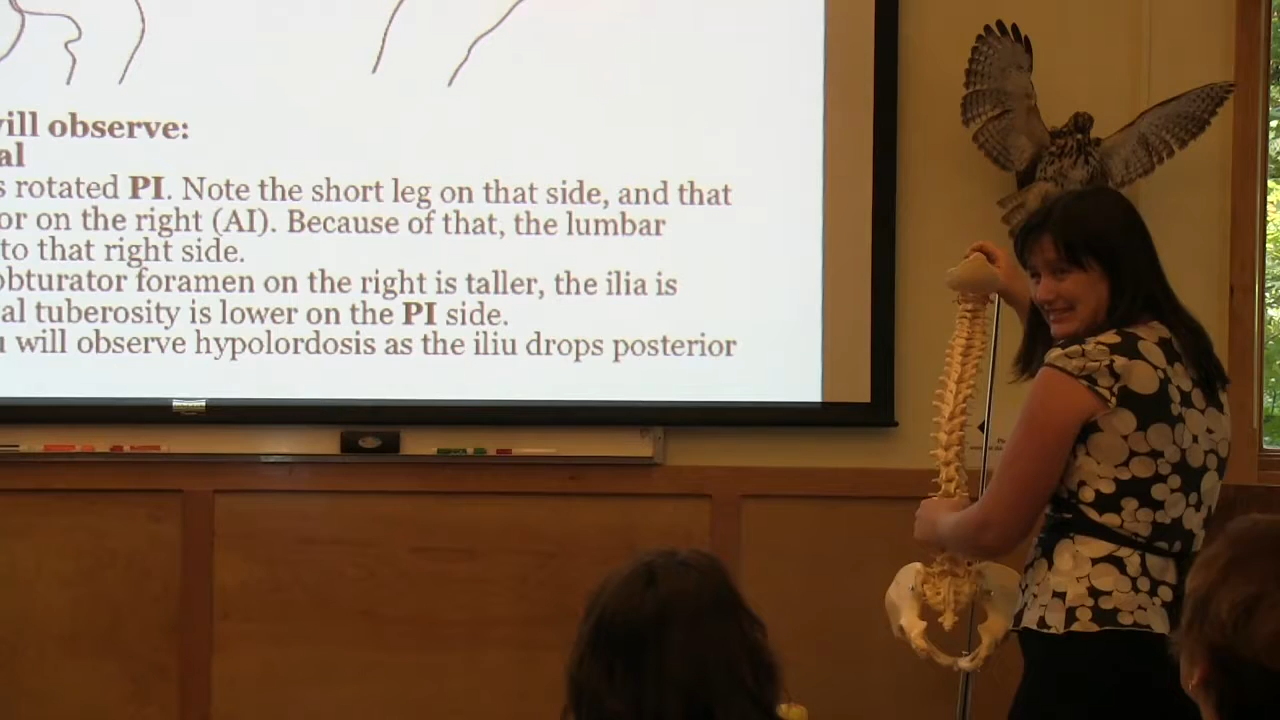 will observe:
al
s rotated PI. Note the short leg on that side, and that
or on the right (AI). Because of that, the lumbar
to that right side.
obturator foramen on the right is taller, the ilia is
al tuberosity is lower on the PI side.
u will observe hypolordosis as the iliu drops posterior